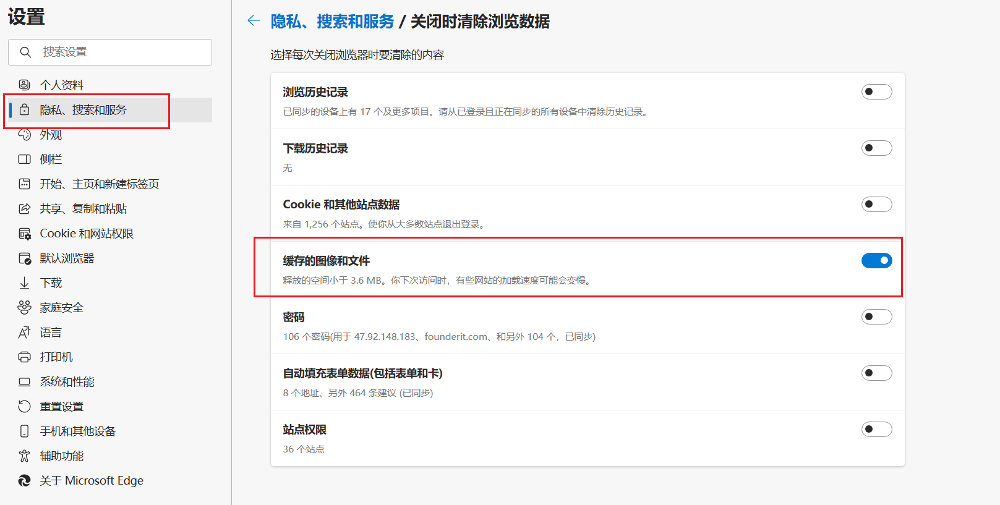 设置
搜索设置
个人资料
隐私、搜索和服务
外观
侧栏
开始、主页和新建标签页
共享、复制和粘贴
Cookie 和网站权限
默认浏览器
下载
家庭安全
语言
打印机
系统和性能
重置设置
手机和其他设备
辅助功能
关于 Microsoft Edge
隐私、搜索和服务 / 关闭时清除浏览数据
选择每次关闭浏览器时要清除的内容
浏览历史记录
已同步的设备上有 17 个及更多项目。请从已登录且正在同步的所有设备中清除历史记录。
下载历史记录
无
Cookie 和其他站点数据
来自 1,256 个站点。使你从大多数站点退出登录。
缓存的图像和文件
释放的空间小于 3.6 MB。你下次访问时，有些网站的加载速度可能会变慢。
密码
106 个密码(用于 47.92.148.183、founderit.com、和另外 104 个，已同步)
自动填充表单数据(包括表单和卡)
8 个地址、另外 464 条建议 (已同步)
站点权限
36 个站点